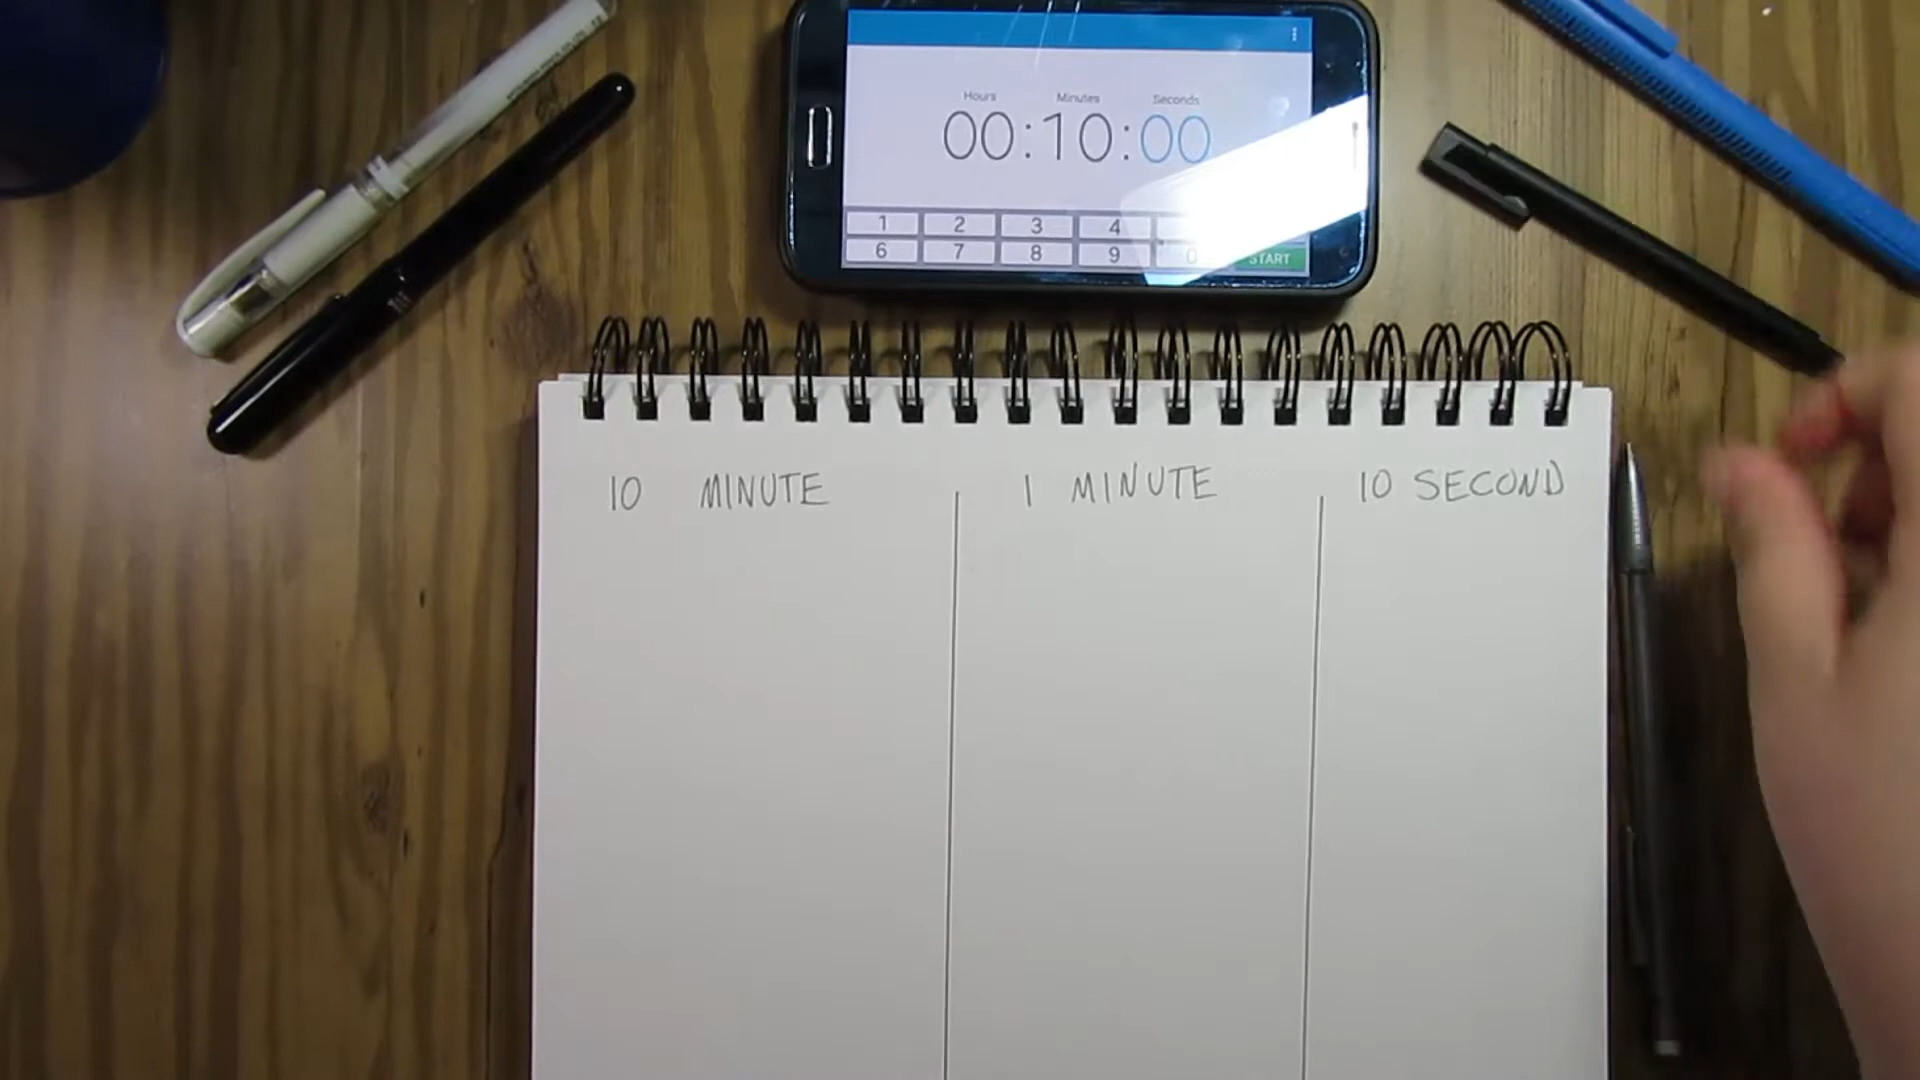 Hours Minutes Seconds
00:10:00
1 2 3 4
6 7 8 9 0 START
10 MINUTE 1 MINUTE 10 SECOND